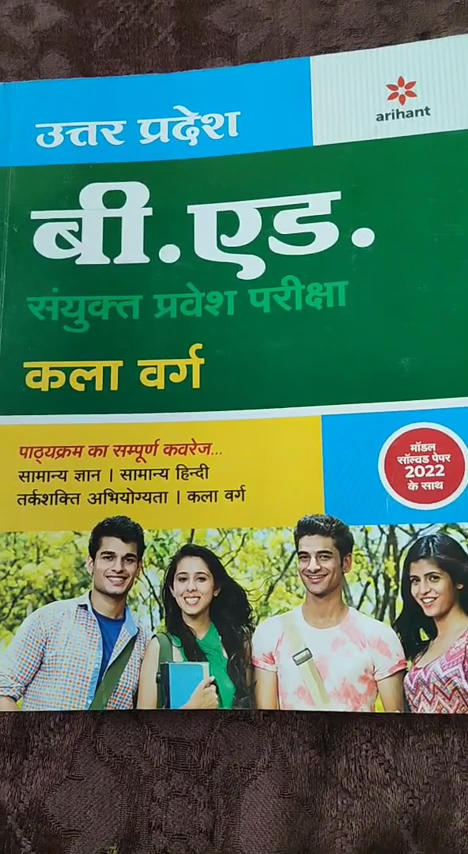 उत्तर प्रदेश
arihant
बी.एड.
संयुक्त प्रवेश परीक्षा
कला वर्ग
पाठ्यक्रम का सम्पूर्ण कवरेज...
सामान्य ज्ञान | सामान्य हिन्दी
तर्कशक्ति अभियोग्यता | कला वर्ग
मॉडल
सॉल्वड पेपर
2022
के साथ